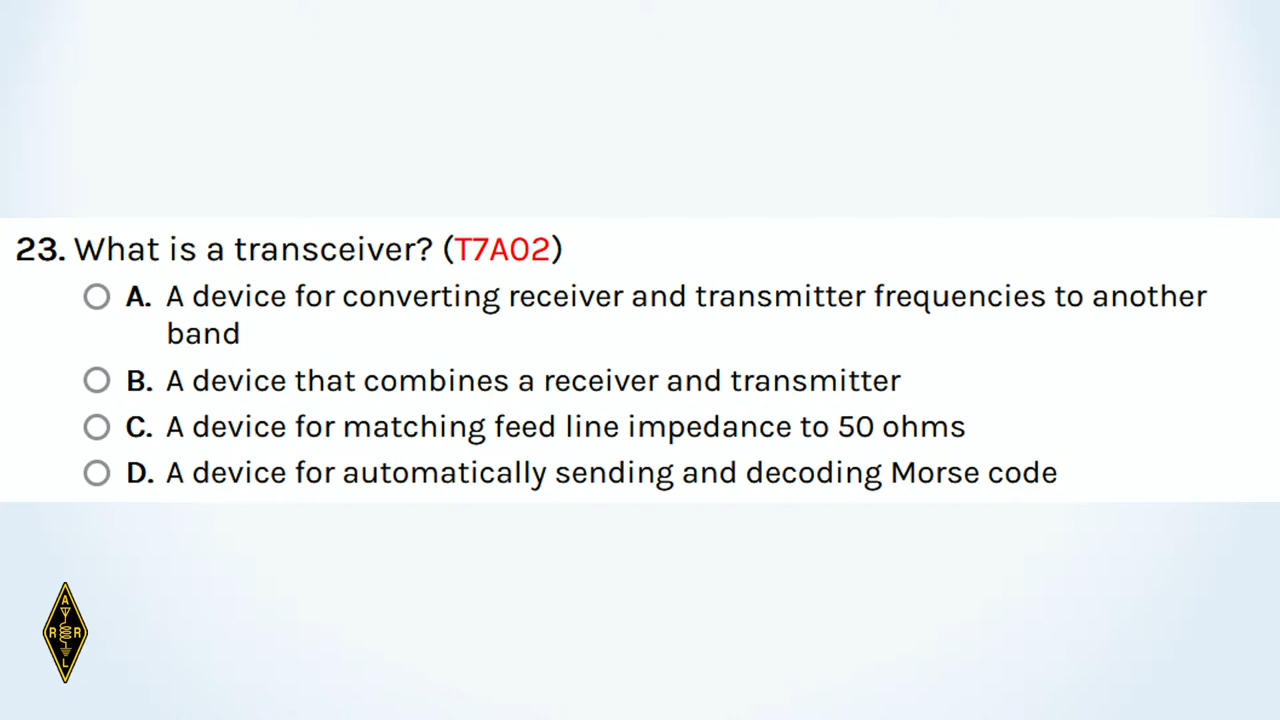 23. What is a transceiver? (T7A02)
A. A device for converting receiver and transmitter frequencies to another
band
B. A device that combines a receiver and transmitter
C. A device for matching feed line impedance to 50 ohms
D. A device for automatically sending and decoding Morse code
A
R R
L